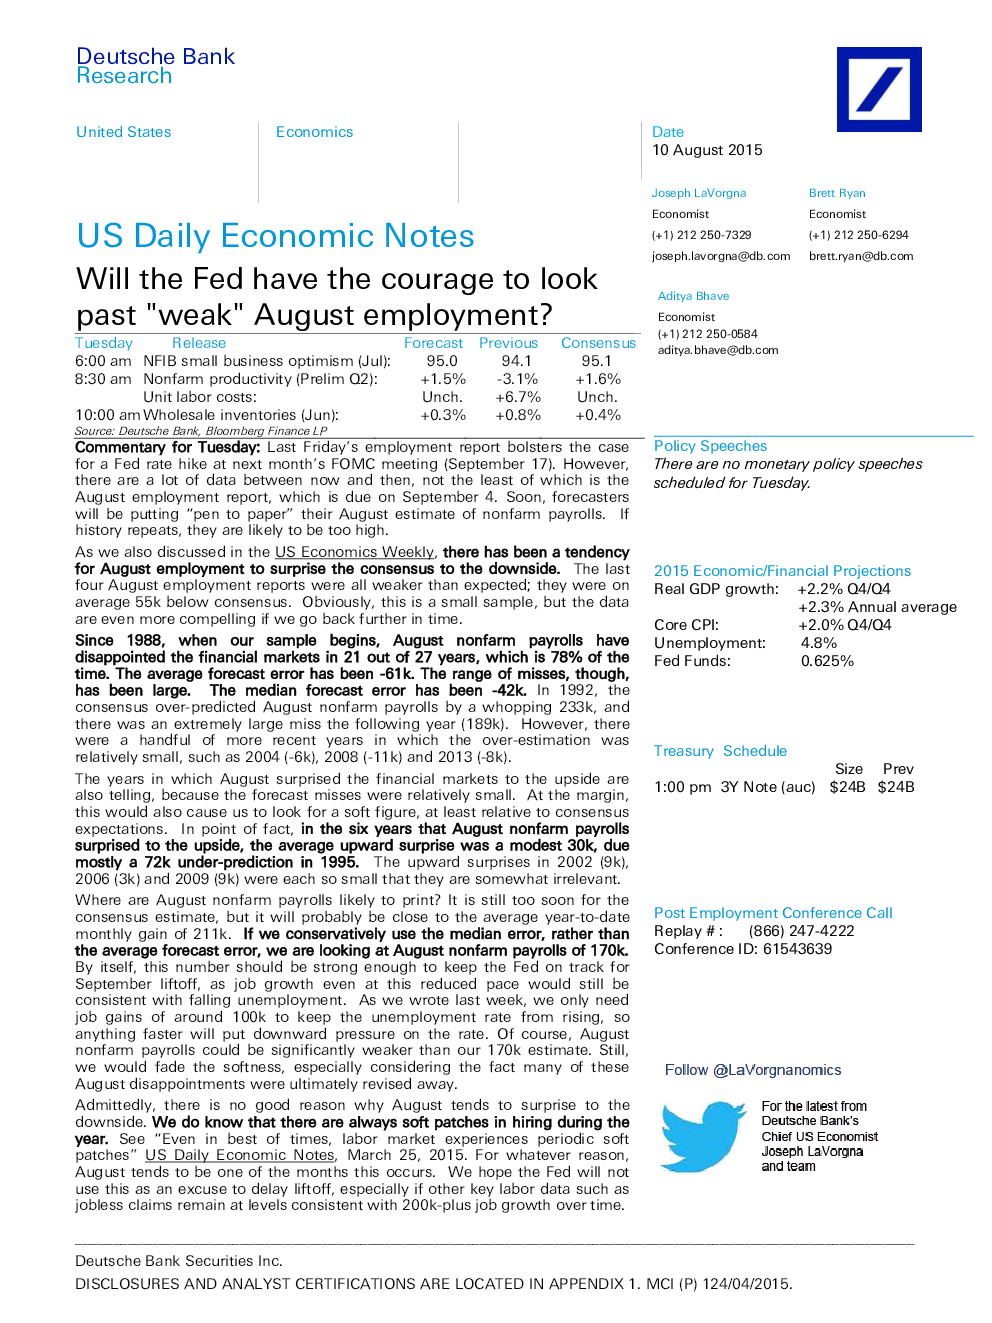 Deutsche Bank
Research
United States
Economics
Date
10 August 2015
Joseph LaVorgna
Economist
(+1) 212 250-7329
joseph.lavorgna@db.com
Brett Ryan
Economist
(+1) 212 250-6294
brett.ryan@db.com
Aditya Bhave
Economist
(+1) 212 250-0584
aditya.bhave@db.com
US Daily Economic Notes
Will the Fed have the courage to look
past "weak" August employment?
Tuesday Release Forecast Previous Consensus
6:00 am NFIB small business optimism (Jul): 95.0 94.1 95.1
8:30 am Nonfarm productivity (Prelim Q2): +1.5% -3.1% +1.6%
Unit labor costs: Unch. +6.7% Unch.
10:00 am Wholesale inventories (Jun): +0.3% +0.8% +0.4%
Source: Deutsche Bank, Bloomberg Finance LP
Commentary for Tuesday: Last Friday's employment report bolsters the case
for a Fed rate hike at next month's FOMC meeting (September 17). However,
there are a lot of data between now and then, not the least of which is the
August employment report, which is due on September 4. Soon, forecasters
will be putting "pen to paper" their August estimate of nonfarm payrolls. If
history repeats, they are likely to be too high.
As we also discussed in the US Economics Weekly, there has been a tendency
for August employment to surprise the consensus to the downside. The last
four August employment reports were all weaker than expected; they were on
average 55k below consensus. Obviously, this is a small sample, but the data
are even more compelling if we go back further in time.
Since 1988, when our sample begins, August nonfarm payrolls have
disappointed the financial markets in 21 out of 27 years, which is 78% of the
time. The average forecast error has been -61k. The range of misses, though,
has been large. The median forecast error has been -42k. In 1992, the
consensus over-predicted August nonfarm payrolls by a whopping 233k, and
there was an extremely large miss the following year (189k). However, there
were a handful of more recent years in which the over-estimation was
relatively small, such as 2004 (-6k), 2008 (-11k) and 2013 (-8k).
The years in which August surprised the financial markets to the upside are
also telling, because the forecast misses were relatively small. At the margin,
this would also cause us to look for a soft figure, at least relative to consensus
expectations. In point of fact, in the six years that August nonfarm payrolls
surprised to the upside, the average upward surprise was a modest 30k, due
mostly a 72k under-prediction in 1995. The upward surprises in 2002 (9k),
2006 (3k) and 2009 (9k) were each so small that they are somewhat irrelevant.
Where are August nonfarm payrolls likely to print? It is still too soon for the
consensus estimate, but it will probably be close to the average year-to-date
monthly gain of 211k. If we conservatively use the median error, rather than
the average forecast error, we are looking at August nonfarm payrolls of 170k.
By itself, this number should be strong enough to keep the Fed on track for
September liftoff, as job growth even at this reduced pace would still be
consistent with falling unemployment. As we wrote last week, we only need
job gains of around 100k to keep the unemployment rate from rising, so
anything faster will put downward pressure on the rate. Of course, August
nonfarm payrolls could be significantly weaker than our 170k estimate. Still,
we would fade the softness, especially considering the fact many of these
August disappointments were ultimately revised away.
Admittedly, there is no good reason why August tends to surprise to the
downside. We do know that there are always soft patches in hiring during the
year. See "Even in best of times, labor market experiences periodic soft
patches" US Daily Economic Notes, March 25, 2015. For whatever reason,
August tends to be one of the months this occurs. We hope the Fed will not
use this as an excuse to delay liftoff, especially if other key labor data such as
jobless claims remain at levels consistent with 200k-plus job growth over time.
Policy Speeches
There are no monetary policy speeches
scheduled for Tuesday.
2015 Economic/Financial Projections
Real GDP growth: +2.2% Q4/Q4
+2.3% Annual average
Core CPI: +2.0% Q4/Q4
Unemployment: 4.8%
Fed Funds: 0.625%
Treasury Schedule
Size Prev
1:00 pm 3Y Note (auc) $24B $24B
Post Employment Conference Call
Replay # : (866) 247-4222
Conference ID: 61543639
Follow @LaVorgnanomics
For the latest from
Deutsche Bank's
Chief US Economist
Joseph LaVorgna
and team
Deutsche Bank Securities Inc.
DISCLOSURES AND ANALYST CERTIFICATIONS ARE LOCATED IN APPENDIX 1. MCI (P) 124/04/2015.